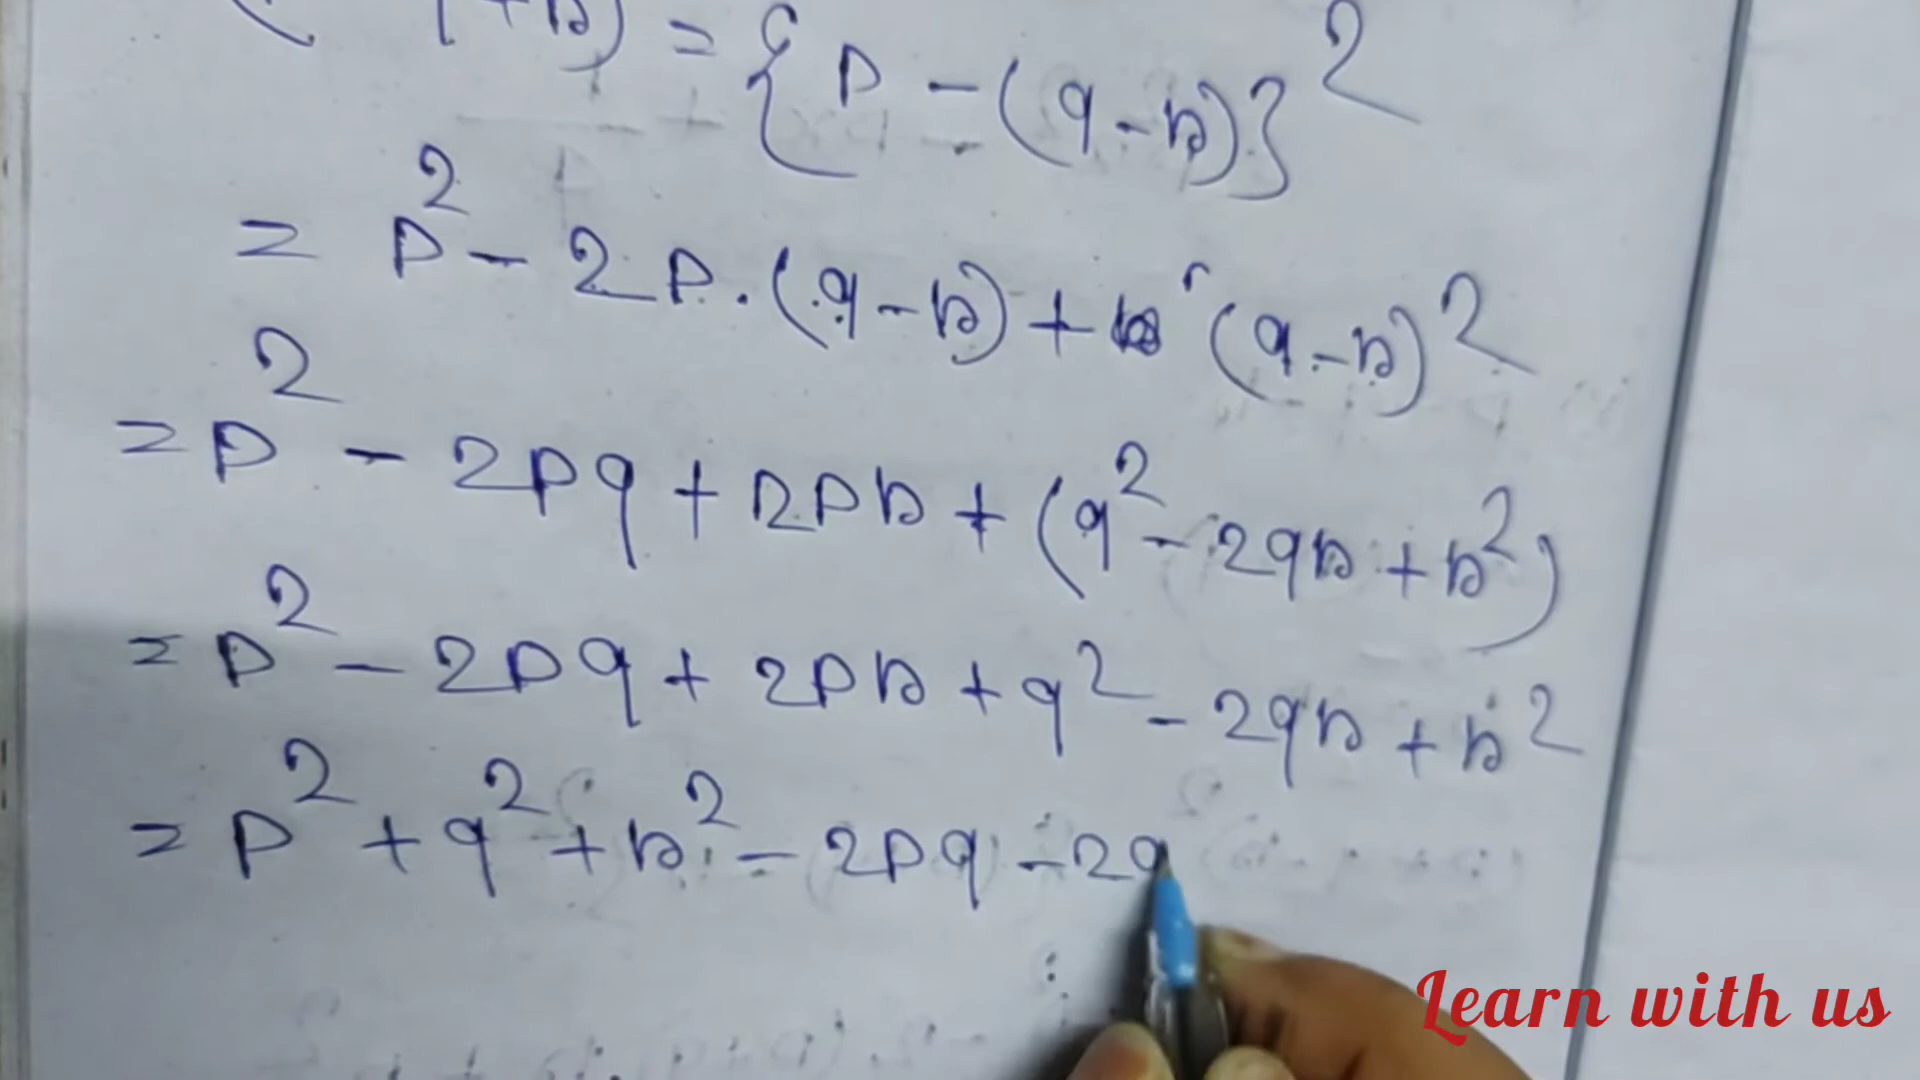 q+r) = {p - (q-r)}²
= p² - 2p.(q-r) + (q-r)²
= p² - 2pq + 2pr + (q² - 2qr + r²)
= p² - 2pq + 2pr + q² - 2qr + r²
= p² + q² + r² - 2pq - 2q
Learn with us